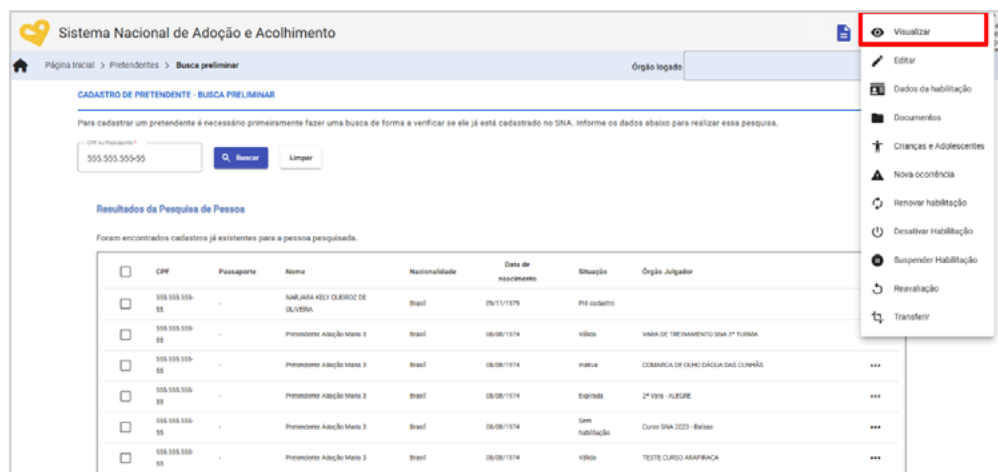 Sistema Nacional de Adoção e Acolhimento
Página Inicial > Pretendentes > Busca preliminar
Órgão logado
CADASTRO DE PRETENDENTE - BUSCA PRELIMINAR
Para cadastrar um pretendente é necessário primeiramente fazer uma busca de forma a verificar se ele já está cadastrado no SNA. Informe os dados abaixo para realizar essa pesquisa.
CPF ou Passaporte *
555.555.555-55
Buscar
Limpar
Resultados da Pesquisa de Pessoa
Foram encontrados cadastros já existentes para a pessoa pesquisada.
CPF Passaporte Nome Nacionalidade Data de nascimento Situação Órgão Julgador
555.555.555-55 - NARJARA KELY QUEIROZ DE OLIVEIRA Brasil 09/11/1979 Pré cadastro
555.555.555-55 - Pretendente Adoção Maria 3 Brasil 08/08/1974 Válido VARA DE TREINAMENTO SNA 3ª TURMA
555.555.555-55 - Pretendente Adoção Maria 3 Brasil 08/08/1974 Inativa COMARCA DE OLHO DÁGUA DAS CUNHÃS ...
555.555.555-55 - Pretendente Adoção Maria 3 Brasil 08/08/1974 Expirada 2ª Vara - ALEGRE ...
555.555.555-55 - Pretendente Adoção Maria 3 Brasil 08/08/1974 Sem habilitação Curso SNA 2023 - Balsas ...
555.555.555-55 - Pretendente Adoção Maria 3 Brasil 08/08/1974 Válido TESTE CURSO ARAPIRACA ...
Visualizar
Editar
Dados da habilitação
Documentos
Crianças e Adolescentes
Nova ocorrência
Renovar habilitação
Desativar Habilitação
Suspender Habilitação
Reavaliação
Transferir